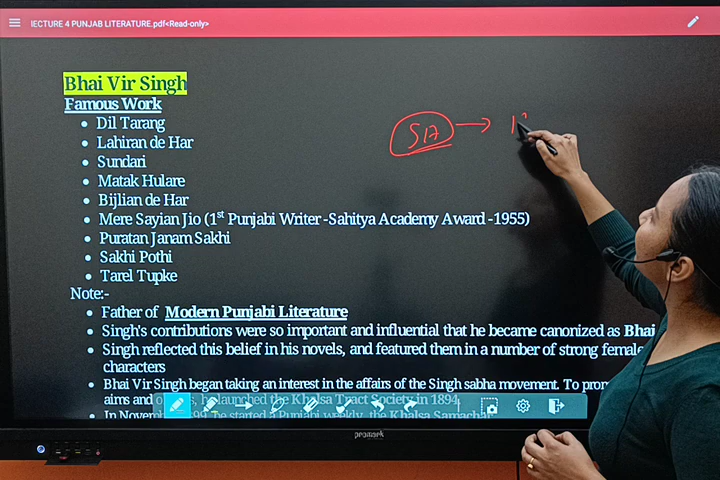 lECTURE 4 PUNJAB LITERATURE.pdf<Read-only>
Bhai Vir Singh
Famous Work
• Dil Tarang
• Lahiran de Har
• Sundari
• Matak Hulare
• Bijlian de Har
• Mere Sayian Jio (1st Punjabi Writer -Sahitya Academy Award -1955)
• Puratan Janam Sakhi
• Sakhi Pothi
• Tarel Tupke
Note:-
• Father of Modern Punjabi Literature
• Singh's contributions were so important and influential that he became canonized as Bhai
• Singh reflected this belief in his novels, and featured them in a number of strong female
characters
• Bhai Vir Singh began taking an interest in the affairs of the Singh sabha movement. To
aims and he launched the Khalsa Tract Society in 1894
• In he started a Punjabi weekly, the Khalsa Samachar
SA →
promark